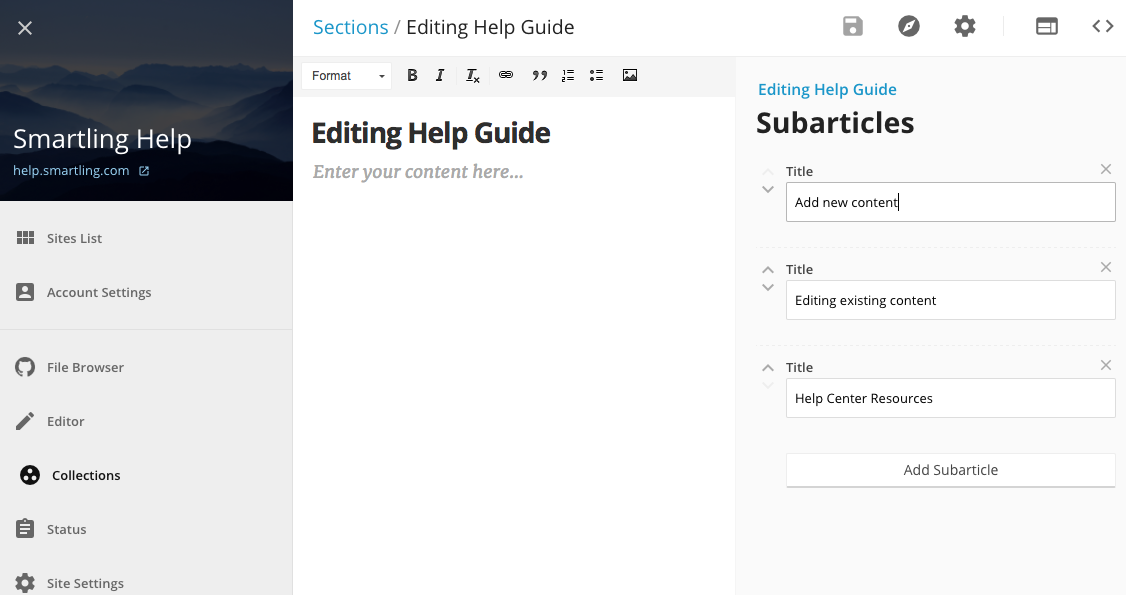 Smartling Help
help.smartling.com
Sites List
Account Settings
File Browser
Editor
Collections
Status
Site Settings
Sections / Editing Help Guide
Format
B I
Editing Help Guide
Enter your content here...
Editing Help Guide
Subarticles
Title
Add new content
Title
Editing existing content
Title
Help Center Resources
Add Subarticle